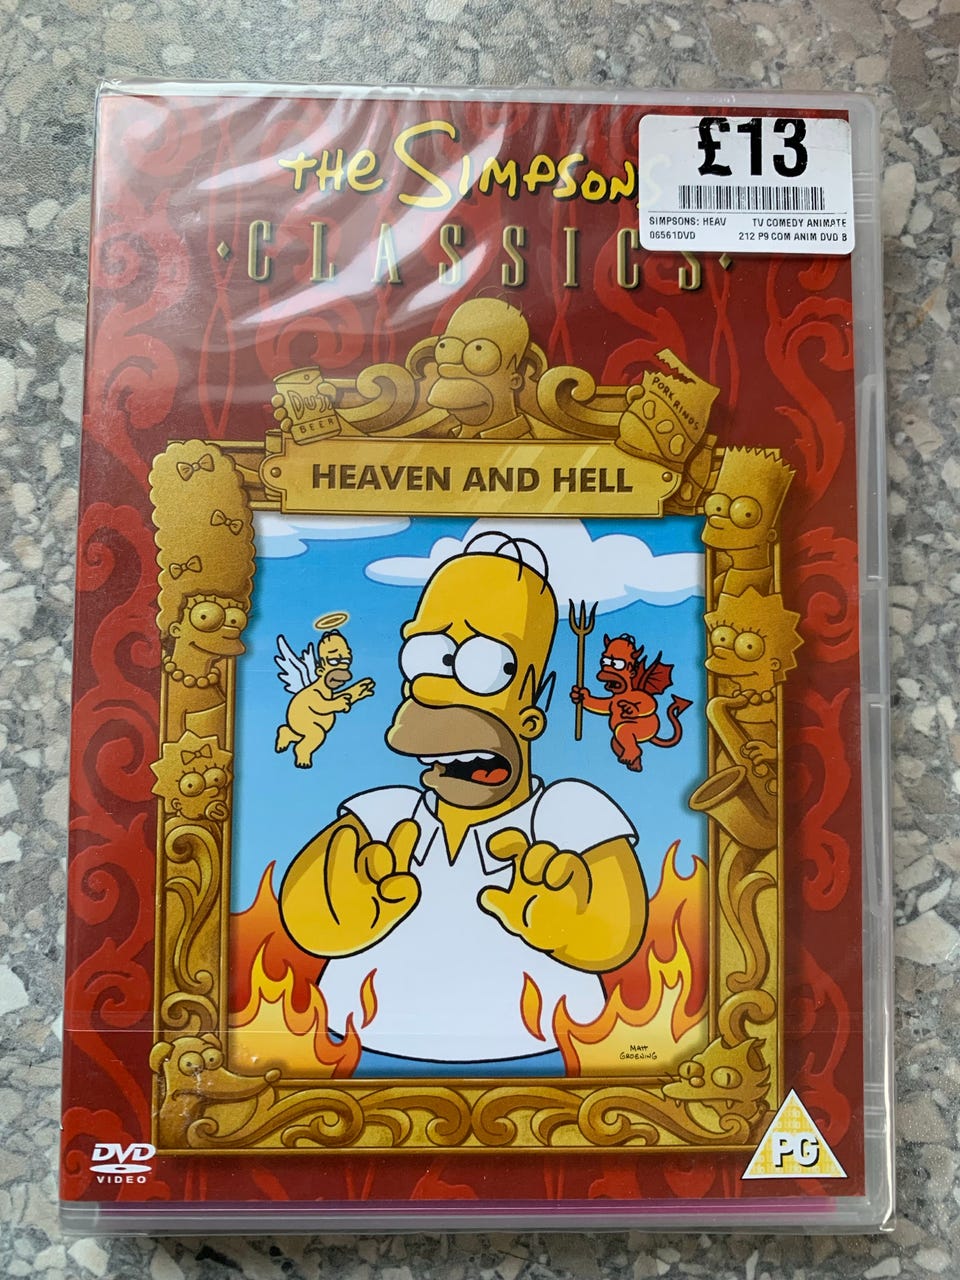 £13
SIMPSONS: HEAV TV COMEDY ANIMATE
06561DVD 212 P9 COM ANIM DVD B
THE SIMPSONS
CLASSICS
DUFF
BEER
PORK RINDS
HEAVEN AND HELL
MATT
GROENING
DVD
VIDEO
PG